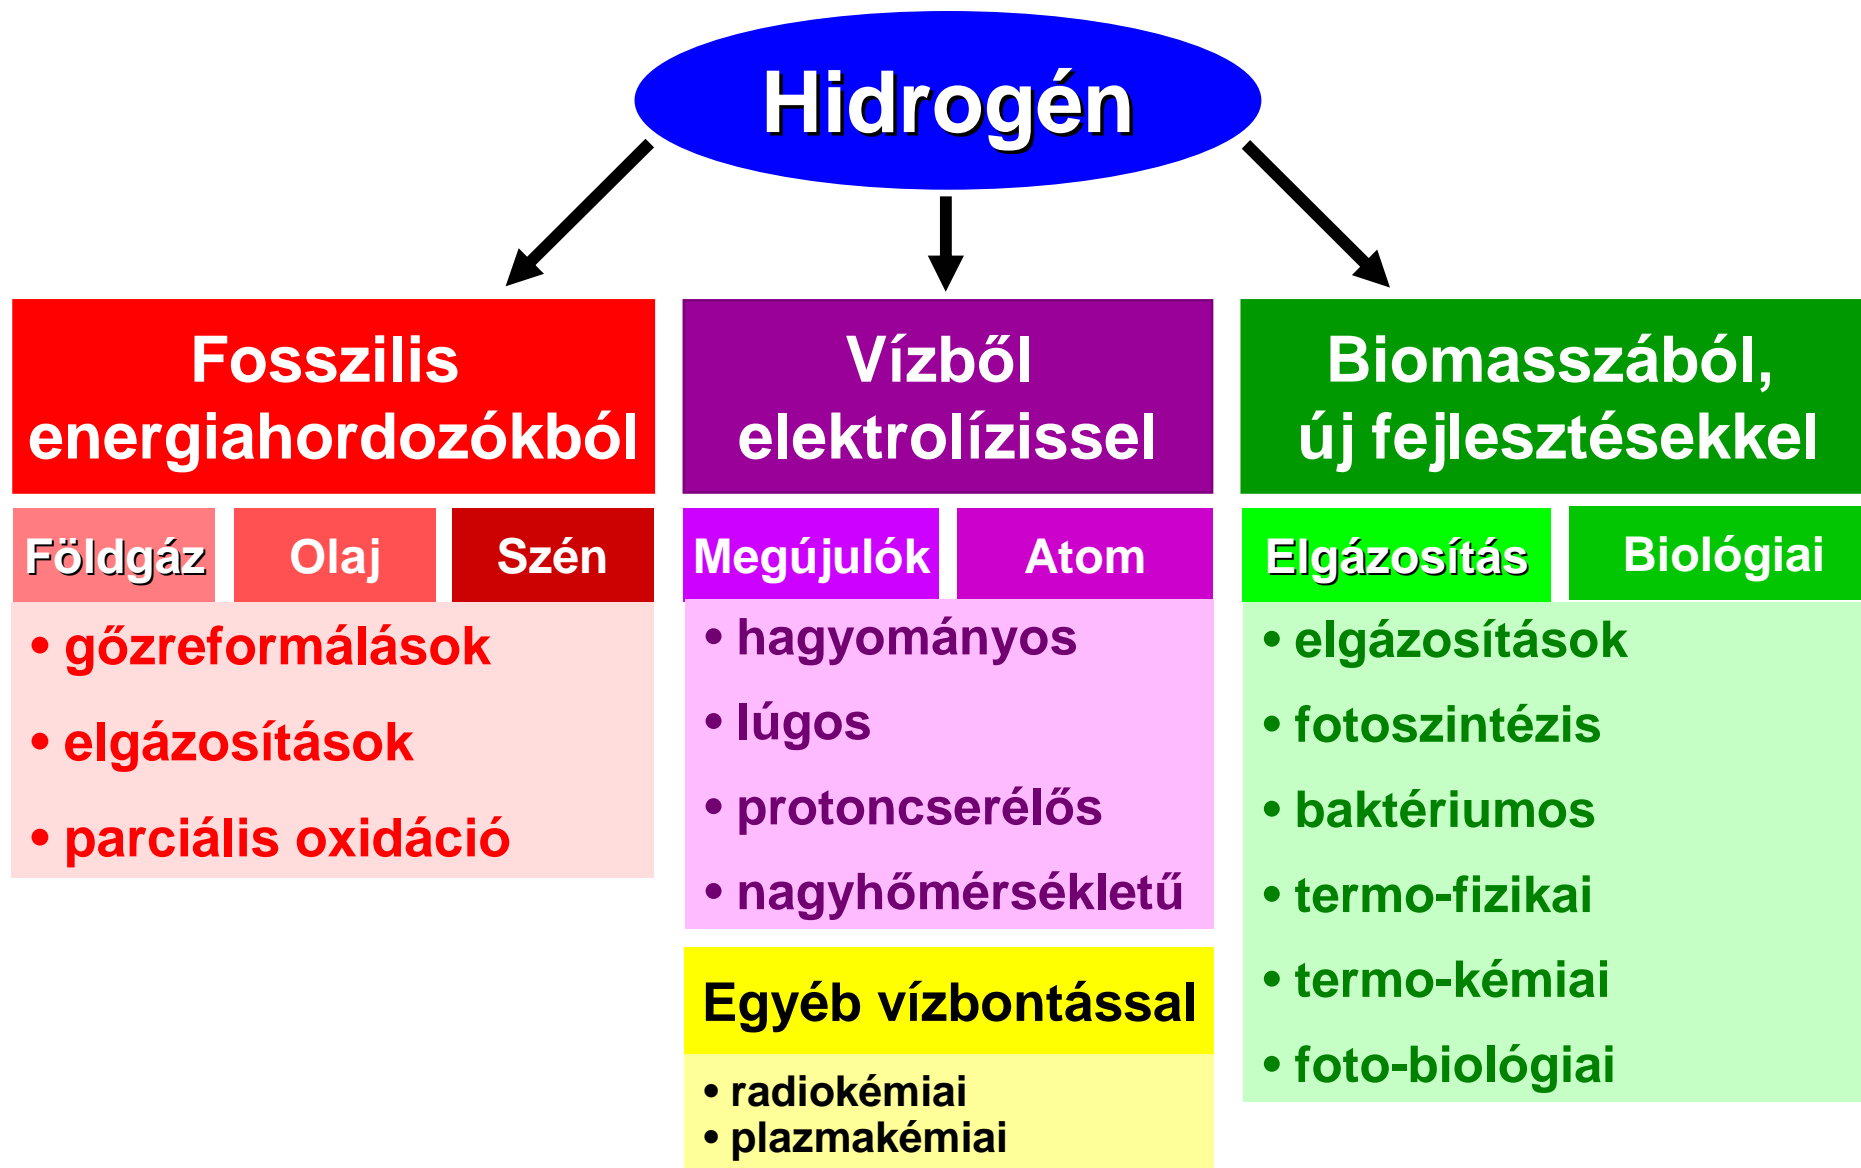 Hidrogén
Fosszilis
energiahordozókból
Földgáz
Olaj
Szén
• gőzreformálások
• elgázosítások
• parciális oxidáció
Vízből
elektrolízissel
Megújulók
Atom
• hagyományos
• lúgos
• protoncserélős
• nagyhőmérsékletű
Egyéb vízbontással
• radiokémiai
• plazmakémiai
Biomasszából,
új fejlesztésekkel
Elgázosítás
Biológiai
• elgázosítások
• fotoszintézis
• baktériumos
• termo-fizikai
• termo-kémiai
• foto-biológiai